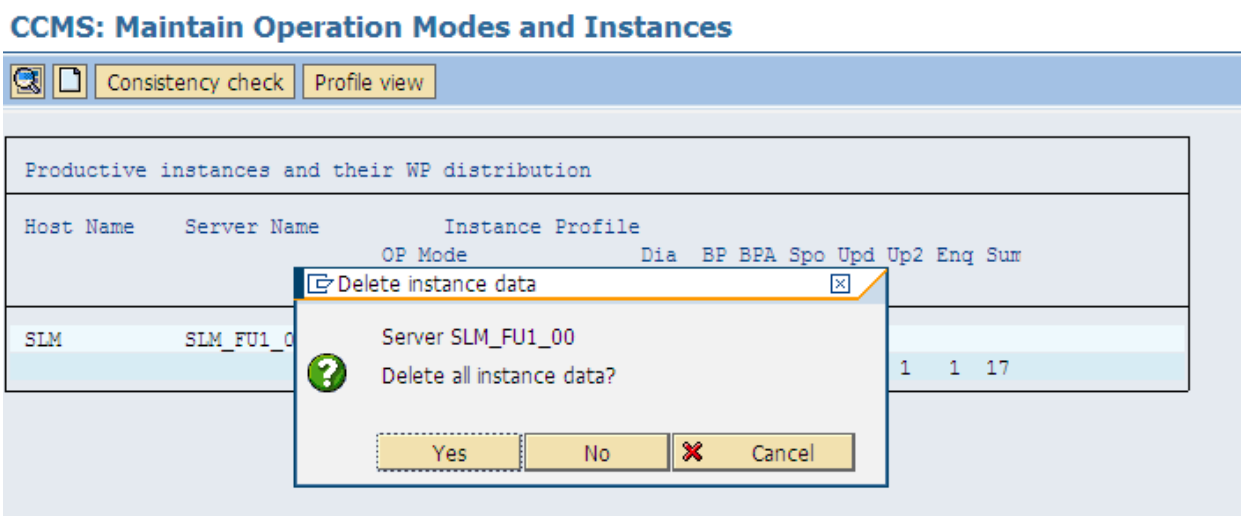 CCMS: Maintain Operation Modes and Instances
Consistency check Profile view
Productive instances and their WP distribution
Host Name Server Name Instance Profile
OP Mode Dia BP BPA Spo Upd Up2 Enq Sum
Delete instance data
SLM SLM_FU1_0
Server SLM_FU1_00
Delete all instance data?
1 1 17
Yes No Cancel